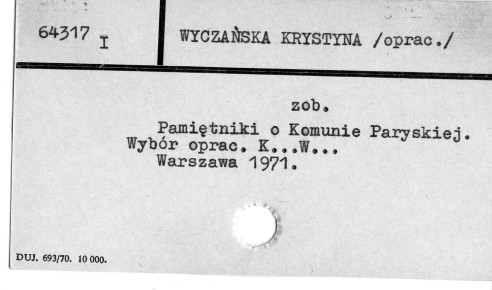 64317 I
WYCZAŃSKA KRYSTYNA /oprac./
zob.
Pamiętniki o Komunie Paryskiej.
Wybór oprac. K...W...
Warszawa 1971.
DUJ. 693/70. 10 000.